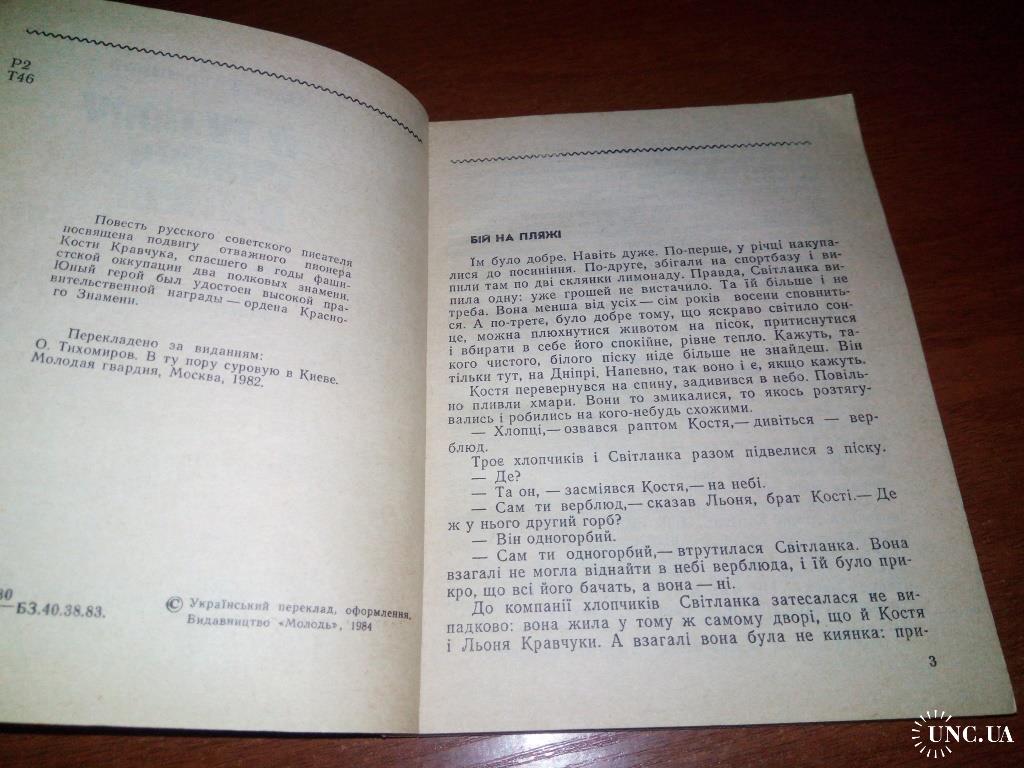 Р2
Т46
Повесть русского советского писателя
посвящена подвигу отважного пионера
Кости Кравчука, спасшего в годы фаши-
стской оккупации два полковых знамени.
Юный герой был удостоен высокой пра-
вительственной награды — ордена Красно-
го Знамени.
Перекладено за виданням:
О. Тихомиров. В ту пору суровую в Киеве.
Молодая гвардия, Москва, 1982.
—БЗ.40.38.83.
© Український переклад, оформлення,
Видавництво «Молодь», 1984
БІЙ НА ПЛЯЖІ
Їм було добре. Навіть дуже. По-перше, у річці накупа-
лися до посиніння. По-друге, збігали на спортбазу і ви-
пили там по дві склянки лимонаду. Правда, Світланка ви-
пила одну: уже грошей не вистачило. Та їй більше і не
треба. Вона менша від усіх — сім років восени сповнить-
ся. А по-третє, було добре тому, що яскраво світило сон-
це, можна плюхнутися животом на пісок, притиснутися
і вбирати в себе його спокійне, рівне тепло. Кажуть, та-
кого чистого, білого піску ніде більше не знайдеш. Він
тільки тут, на Дніпрі. Напевно, так воно і є, якщо кажуть.
Костя перевернувся на спину, задивився в небо. Повіль-
но пливли хмари. Вони то змикалися, то якось розтягу-
вались і робились на кого-небудь схожими.
— Хлопці,— озвався раптом Костя,— дивіться — вер-
блюд.
Троє хлопчиків і Світланка разом підвелися з піску.
— Де?
— Та он, — засміявся Костя,— на небі.
— Сам ти верблюд,— сказав Льоня, брат Кості.— Де
ж у нього другий горб?
— Він одногорбий.
— Сам ти одногорбий,— втрутилася Світланка. Вона
взагалі не могла віднайти в небі верблюда, і їй було при-
кро, що всі його бачать, а вона — ні.
До компанії хлопчиків Світланка затесалася не ви-
падково: вона жила у тому ж самому дворі, що й Костя
і Льоня Кравчуки. А взагалі вона була не киянка: при-
3
UNC.UA